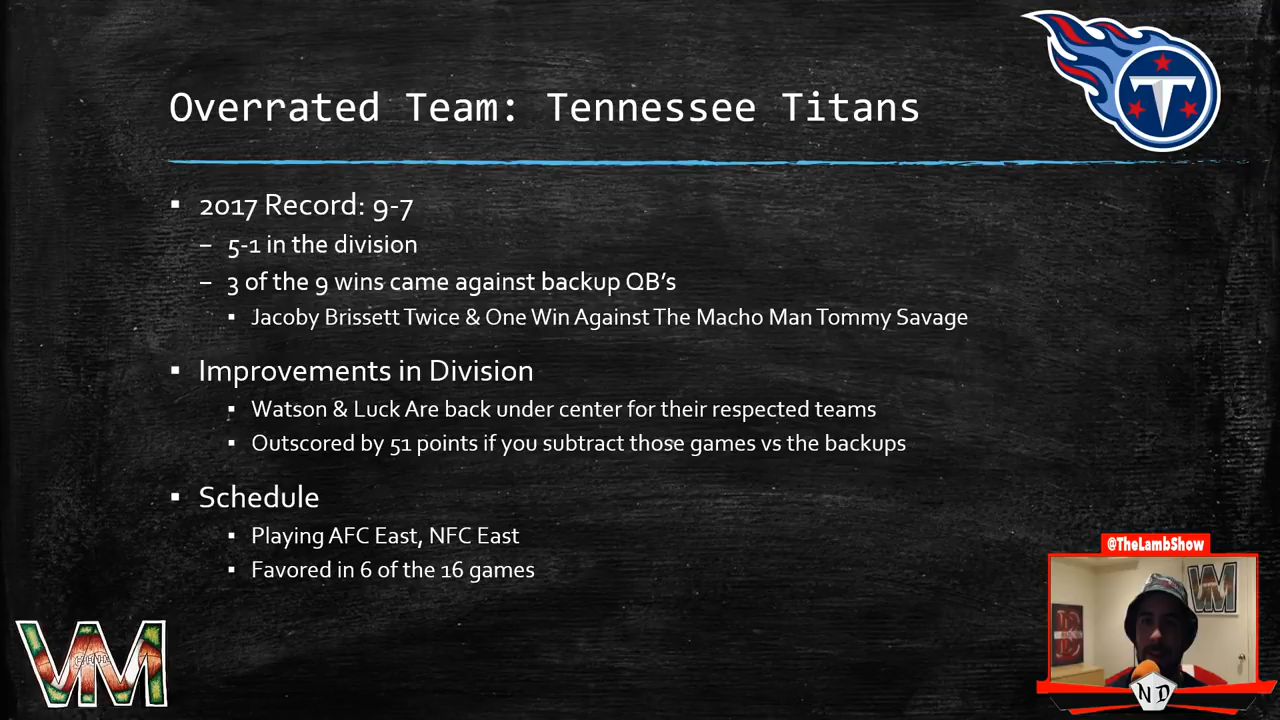 Overrated Team: Tennessee Titans
2017 Record: 9-7
5-1 in the division
3 of the 9 wins came against backup QB's
Jacoby Brissett Twice & One Win Against The Macho Man Tommy Savage
Improvements in Division
Watson & Luck Are back under center for their respected teams
Outscored by 51 points if you subtract those games vs the backups
Schedule
Playing AFC East, NFC East
Favored in 6 of the 16 games
@TheLambShow
VM
VM
N D
T